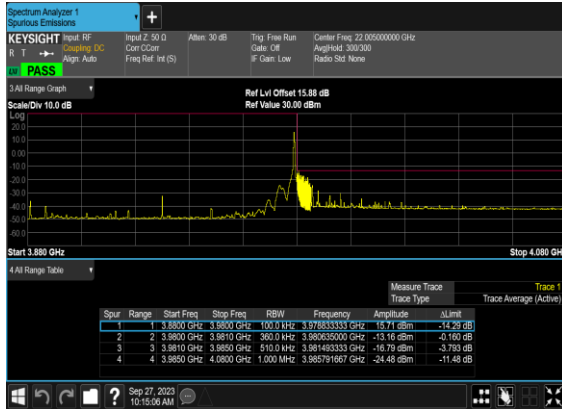 Spectrum Analyzer 1
Spurious Emissions
KEYSIGHT Input: RF Input Z: 50 Ω Atten: 30 dB Trig: Free Run Center Freq: 22.005000000 GHz
R T Coupling: DC Corr CCorr Gate: Off Avg|Hold: 300/300
Align: Auto Freq Ref: Int (S) IF Gain: Low Radio Std: None
PASS
3 All Range Graph
Ref Lvl Offset 15.88 dB
Scale/Div 10.0 dB Ref Value 30.00 dBm
Log
20.0
10.0
0.00
-10.0
-20.0
-30.0
-40.0
-50.0
-60.0
Start 3.880 GHz Stop 4.080 GH
4 All Range Table
Measure Trace Trace 1
Trace Type Trace Average (Active)
Spur Range Start Freq Stop Freq RBW Frequency Amplitude ΔLimit
1 1 3.8800 GHz 3.9800 GHz 100.0 kHz 3.978833333 GHz 15.71 dBm -14.29 dB
2 2 3.9800 GHz 3.9810 GHz 360.0 kHz 3.980635000 GHz -13.16 dBm -0.160 dB
3 3 3.9810 GHz 3.9850 GHz 510.0 kHz 3.981493333 GHz -16.79 dBm -3.793 dB
4 4 3.9850 GHz 4.0800 GHz 1.000 MHz 3.985791667 GHz -24.48 dBm -11.48 dB
? Sep 27, 2023
10:15:06 AM